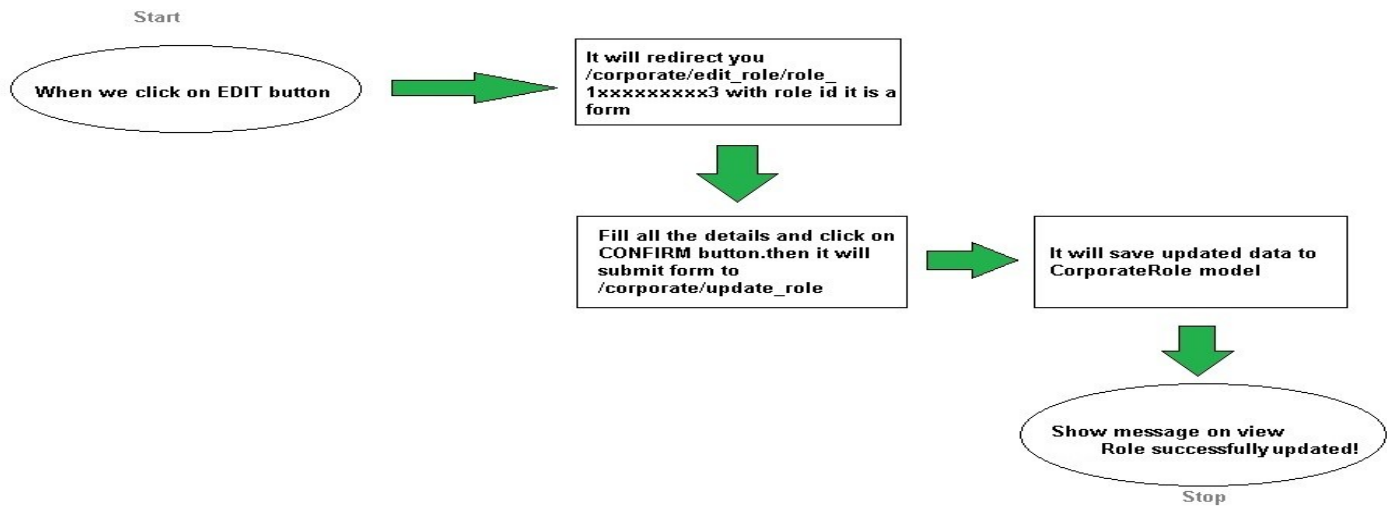 Start
When we click on EDIT button
It will redirect you
/corporate/edit_role/role_
1xxxxxxxxx3 with role id it is a
form
Fill all the details and click on
CONFIRM button.then it will
submit form to
/corporate/update_role
It will save updated data to
CorporateRole model
Show message on view
Role successfully updated!
Stop